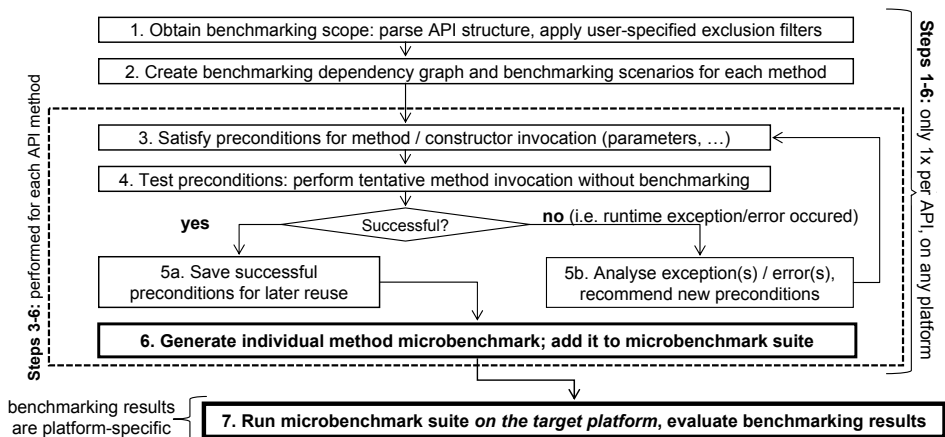 1. Obtain benchmarking scope: parse API structure, apply user-specified exclusion filters
2. Create benchmarking dependency graph and benchmarking scenarios for each method
3. Satisfy preconditions for method / constructor invocation (parameters, …)
4. Test preconditions: perform tentative method invocation without benchmarking
yes
Successful?
no (i.e. runtime exception/error occured)
5a. Save successful
preconditions for later reuse
5b. Analyse exception(s) / error(s),
recommend new preconditions
6. Generate individual method microbenchmark; add it to microbenchmark suite
Steps 3-6: performed for each API method
Steps 1-6: only 1x per API, on any platform
benchmarking results
are platform-specific
7. Run microbenchmark suite on the target platform, evaluate benchmarking results